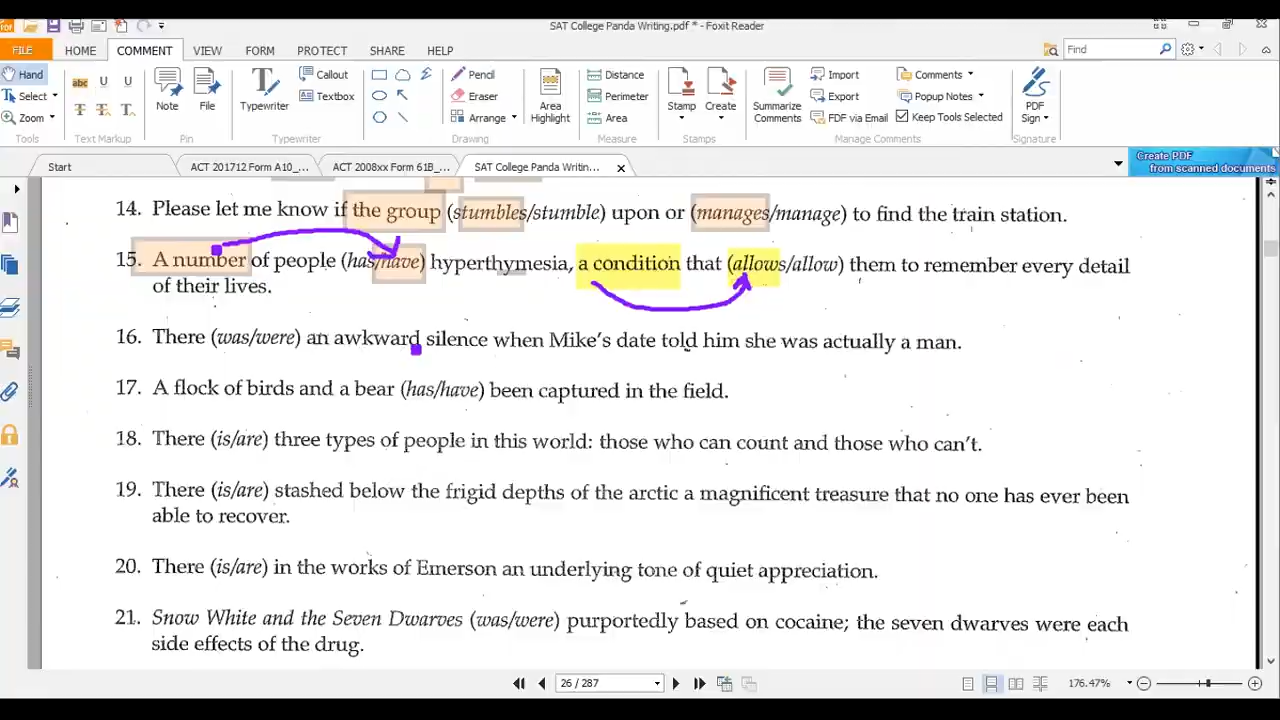 SAT College Panda Writing.pdf * - Foxit Reader
FILE HOME COMMENT VIEW FORM PROTECT SHARE HELP
Find
Hand
Select
Zoom
Tools
Text Markup
Note File
Pin
Typewriter
Callout
Textbox
Typewriter
Pencil
Eraser
Arrange
Drawing
Area Highlight
Distance
Perimeter
Area
Measure
Stamp Create
Stamps
Summarize Comments
Import
Export
FDF via Email
Comments
Popup Notes
Keep Tools Selected
Manage Comments
PDF Sign
Signature
Start ACT 201712 Form A10_... ACT 2008xx Form 61B_... SAT College Panda Writin...
Create PDF
from scanned documents
14. Please let me know if the group (stumbles/stumble) upon or (manages/manage) to find the train station.
15. A number of people (has/have) hyperthymesia, a condition that (allows/allow) them to remember every detail
of their lives.
16. There (was/were) an awkward silence when Mike's date told him she was actually a man.
17. A flock of birds and a bear (has/have) been captured in the field.
18. There (is/are) three types of people in this world: those who can count and those who can't.
19. There (is/are) stashed below the frigid depths of the arctic a magnificent treasure that no one has ever been
able to recover.
20. There (is/are) in the works of Emerson an underlying tone of quiet appreciation.
21. Snow White and the Seven Dwarves (was/were) purportedly based on cocaine; the seven dwarves were each
side effects of the drug.
26 / 287
176.47%